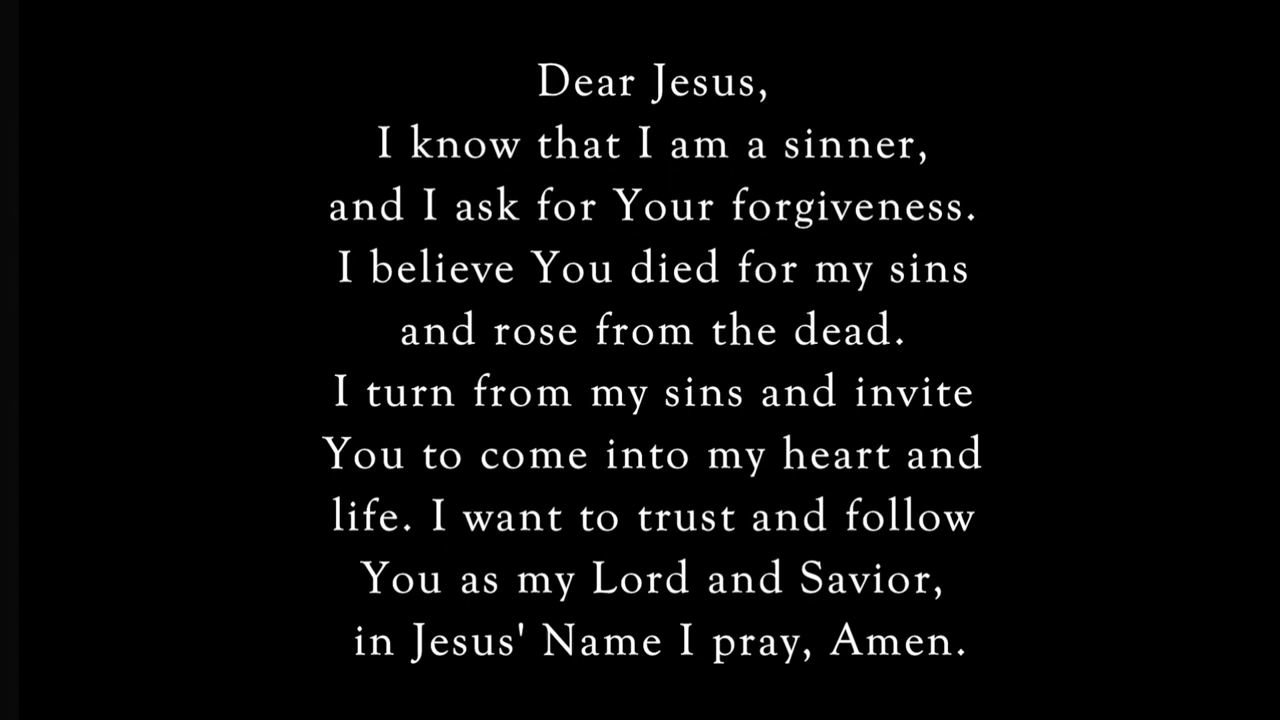 Dear Jesus,
I know that I am a sinner,
and I ask for Your forgiveness.
I believe You died for my sins
and rose from the dead.
I turn from my sins and invite
You to come into my heart and
life. I want to trust and follow
You as my Lord and Savior,
in Jesus' Name I pray, Amen.